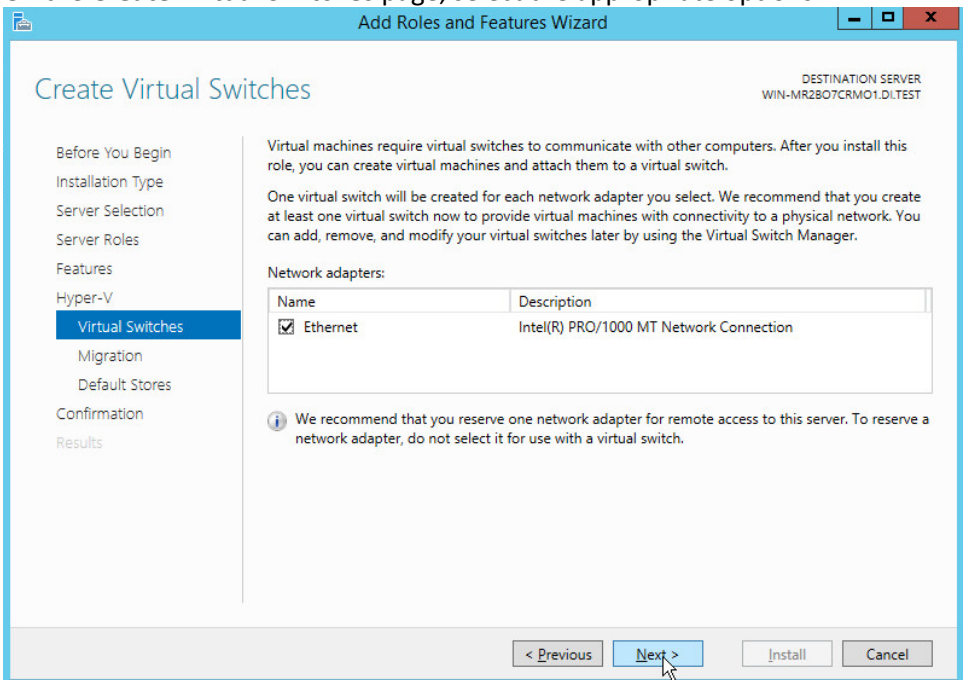 Add Roles and Features Wizard
Create Virtual Switches
DESTINATION SERVER
WIN-MR2BO7CRMO1.DI.TEST
Before You Begin
Installation Type
Server Selection
Server Roles
Features
Hyper-V
Virtual Switches
Migration
Default Stores
Confirmation
Results
Virtual machines require virtual switches to communicate with other computers. After you install this
role, you can create virtual machines and attach them to a virtual switch.
One virtual switch will be created for each network adapter you select. We recommend that you create
at least one virtual switch now to provide virtual machines with connectivity to a physical network. You
can add, remove, and modify your virtual switches later by using the Virtual Switch Manager.
Network adapters:
Name Description
Ethernet Intel(R) PRO/1000 MT Network Connection
We recommend that you reserve one network adapter for remote access to this server. To reserve a
network adapter, do not select it for use with a virtual switch.
< Previous Next > Install Cancel